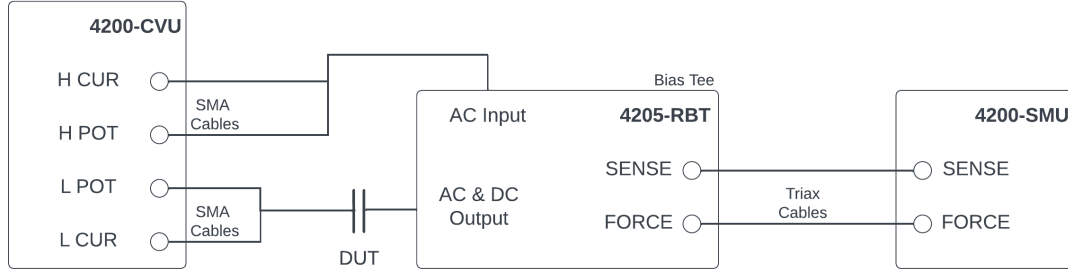 4200-CVU
H CUR
SMA
Cables
H POT
L POT
SMA
Cables
L CUR
DUT
Bias Tee
AC Input
4205-RBT
SENSE
AC & DC
Output
FORCE
Triax
Cables
4200-SMU
SENSE
FORCE